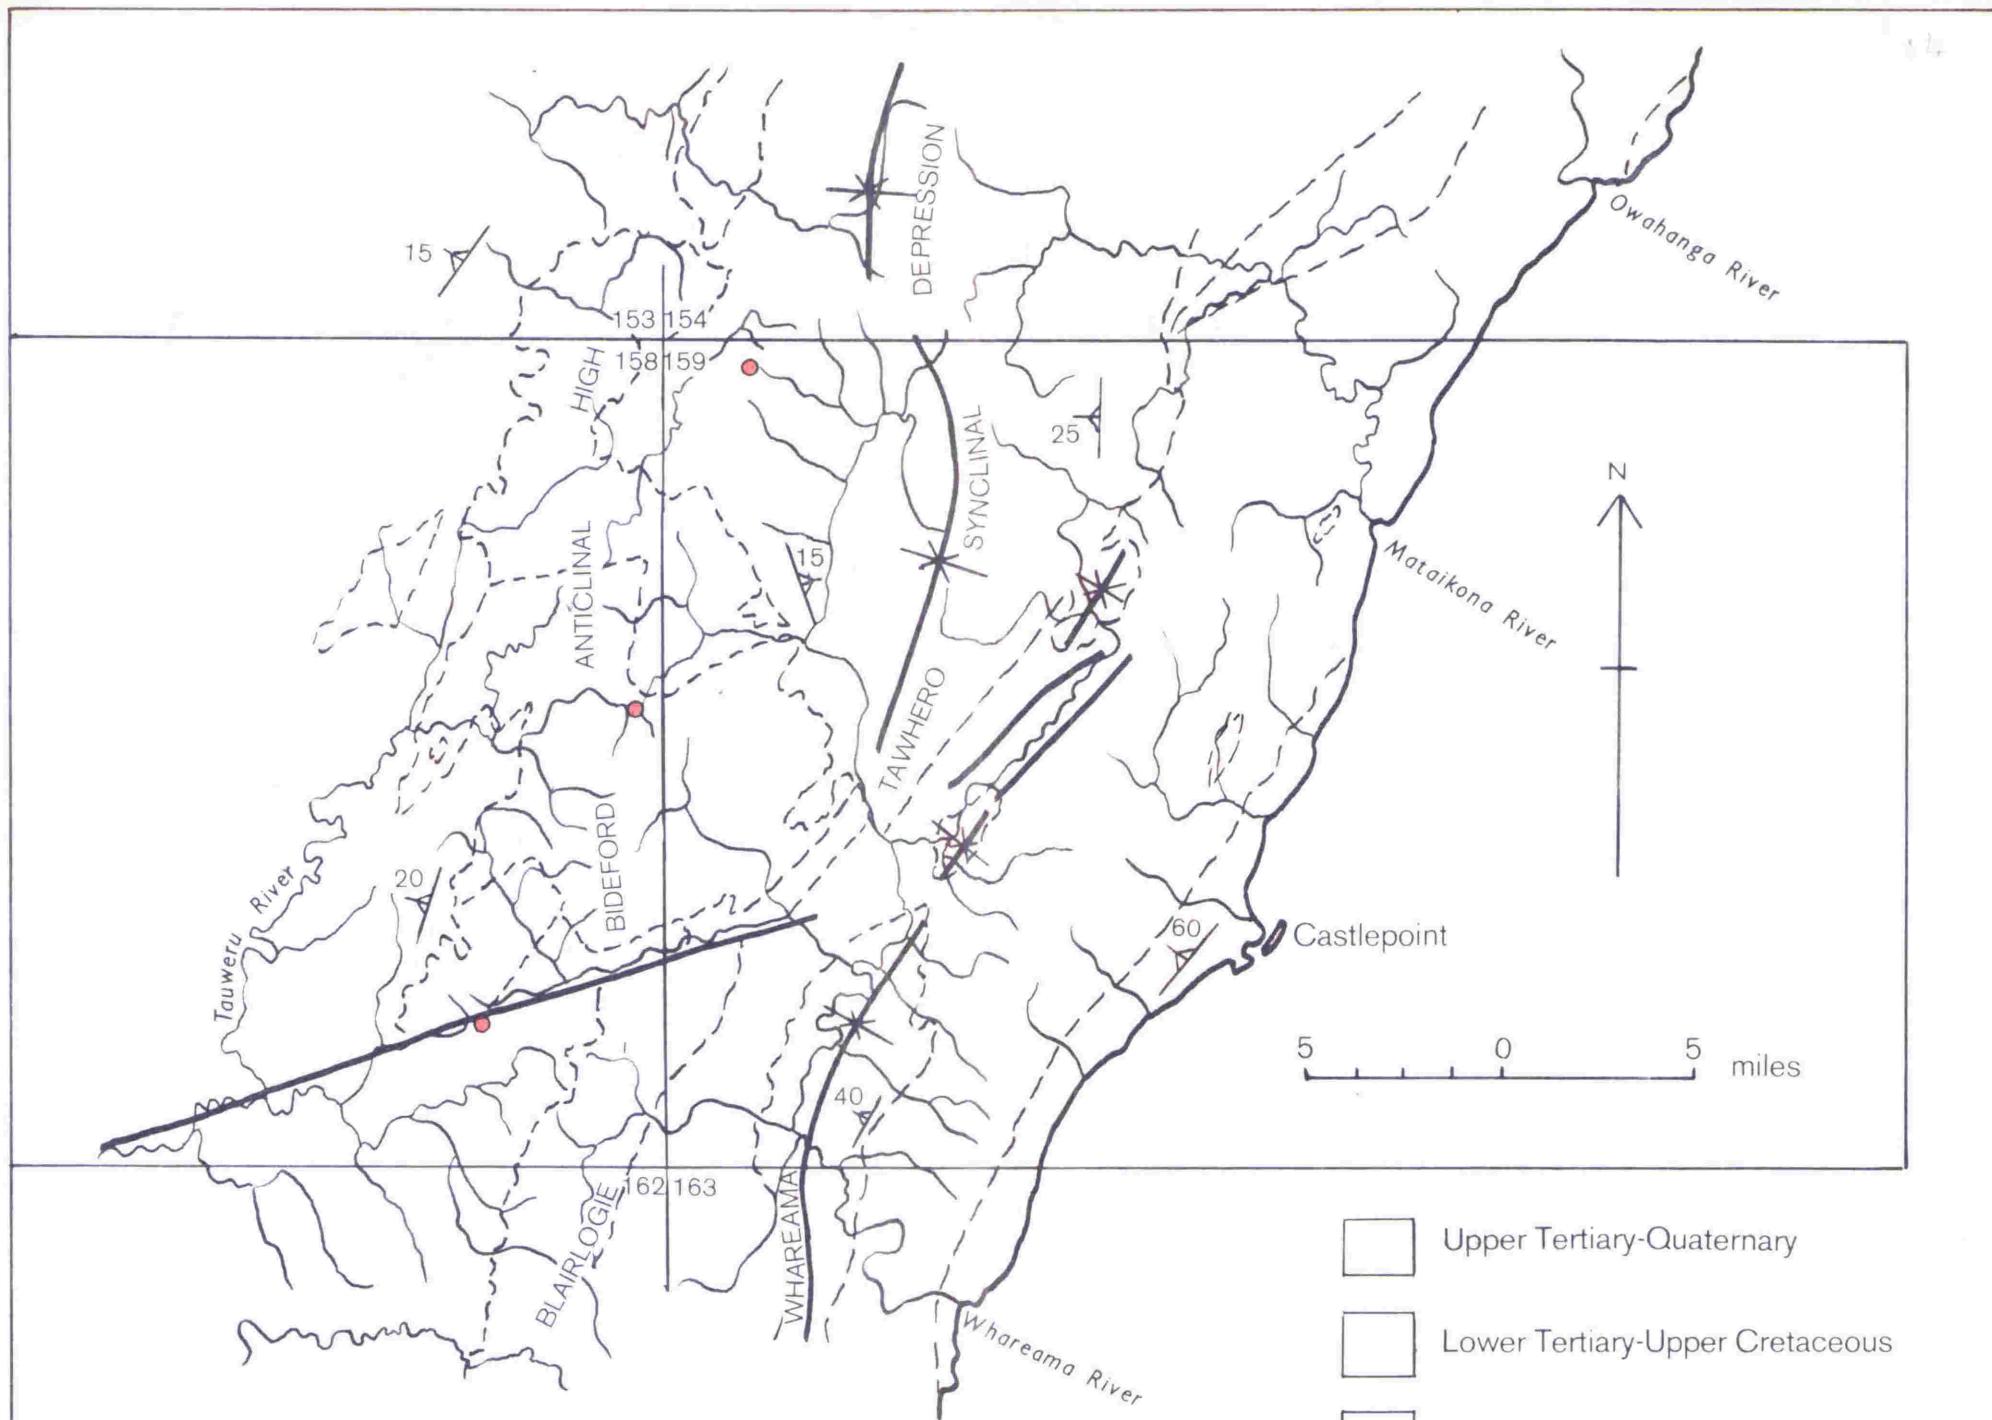 DEPRESSION
Owahanga River
15
153 154
158 159
HIGH
25
SYNCLINAL
N
ANTICLINAL
15
Mataikona River
TAWHERO
BIDEFORD
20
Tauweru River
60
Castlepoint
5 0 5 miles
40
162 163
BLAIRLOGIE
WHAREAMA
Whareama River
Upper Tertiary-Quaternary
Lower Tertiary-Upper Cretaceous